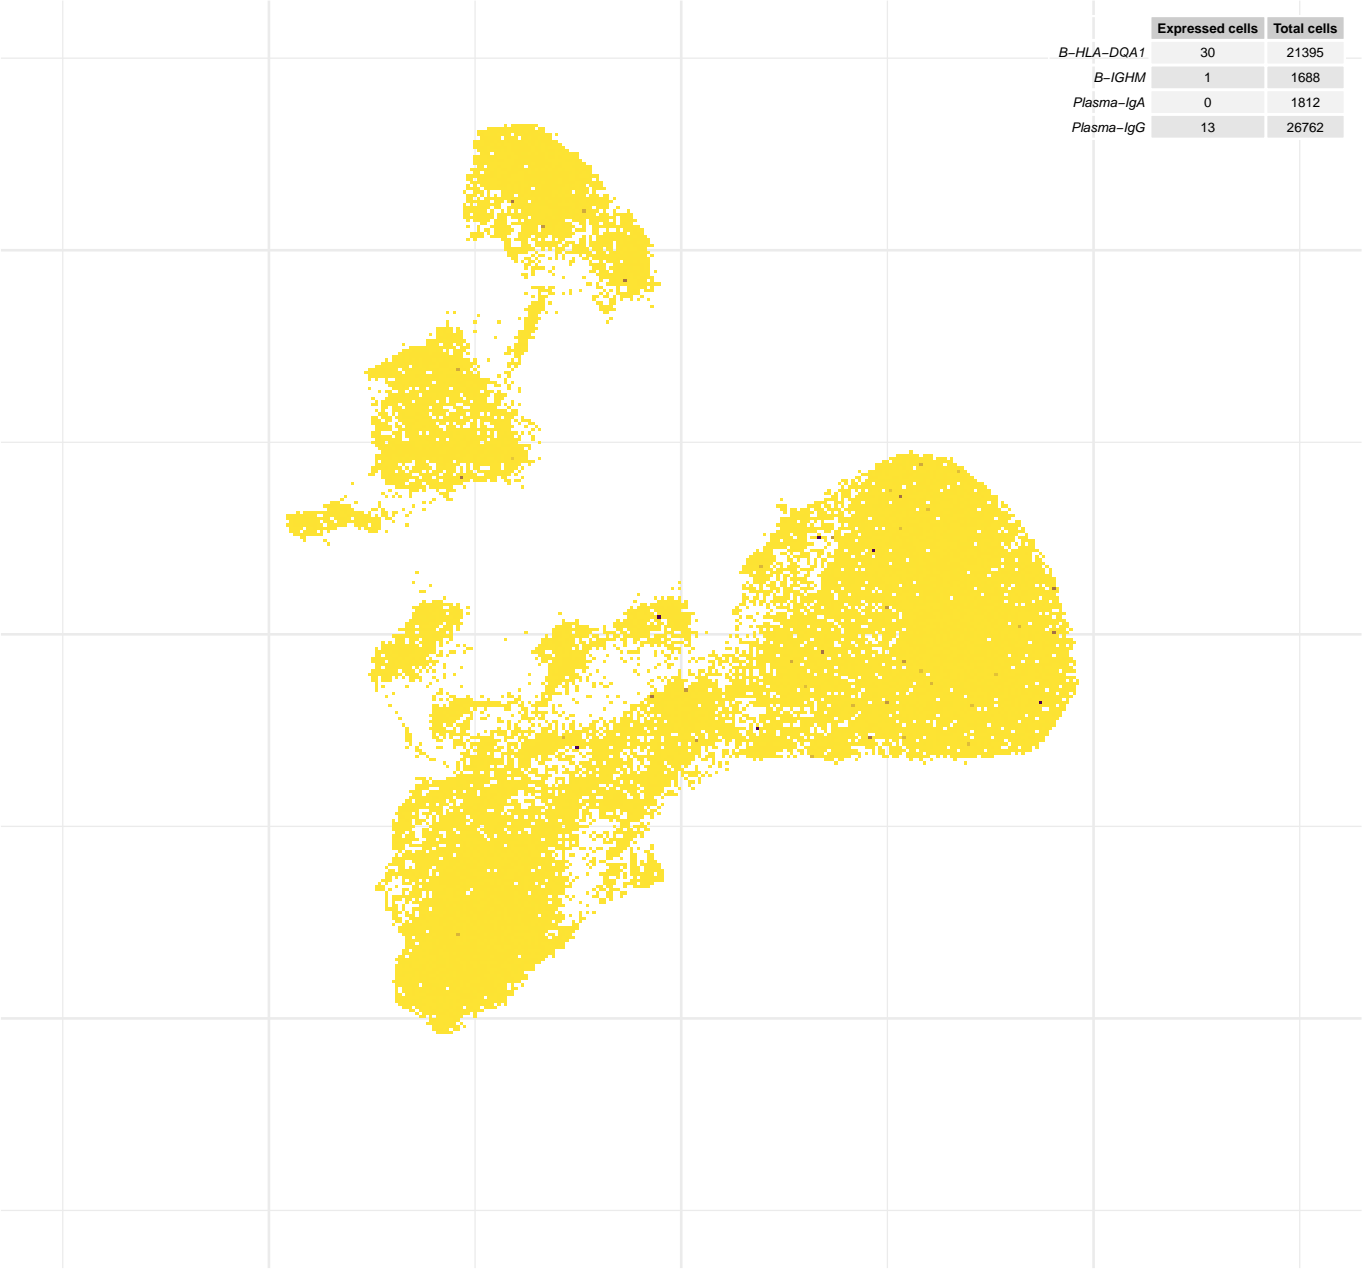 Expressed cells Total cells
B−HLA−DQA1 30 21395
B−IGHM 1 1688
Plasma−IgA 0 1812
Plasma−IgG 13 26762